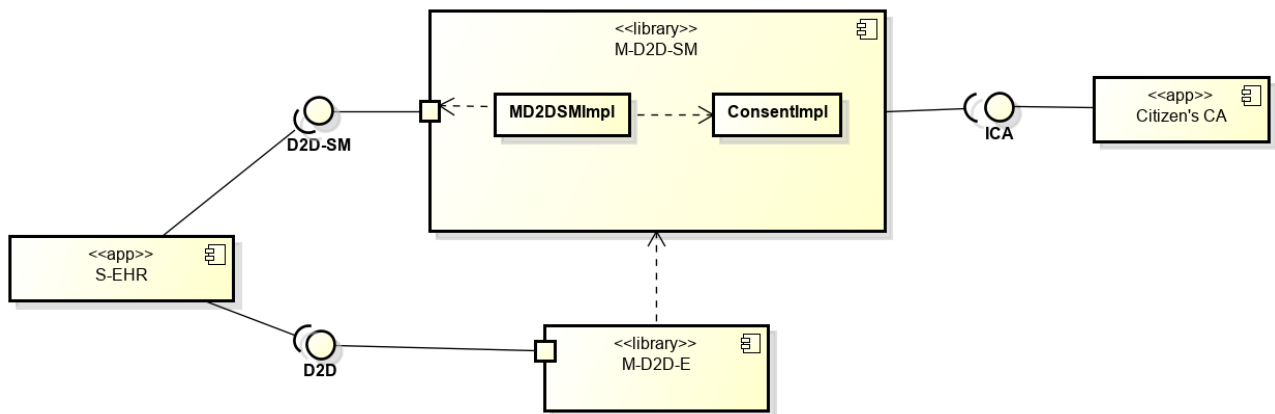 <<library>>
M-D2D-SM
MD2DSMImpl
ConsentImpl
D2D-SM
ICA
<<app>>
Citizen's CA
<<app>>
S-EHR
D2D
<<library>>
M-D2D-E